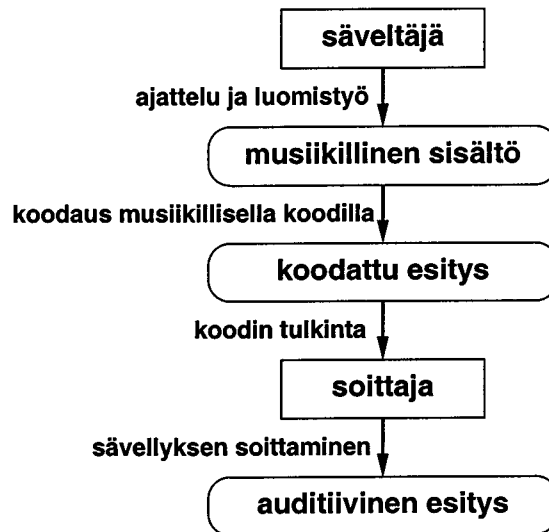 säveltäjä
ajattelu ja luomistyö
musiikillinen sisältö
koodaus musiikillisella koodilla
koodattu esitys
koodin tulkinta
soittaja
sävellyksen soittaminen
auditiivinen esitys